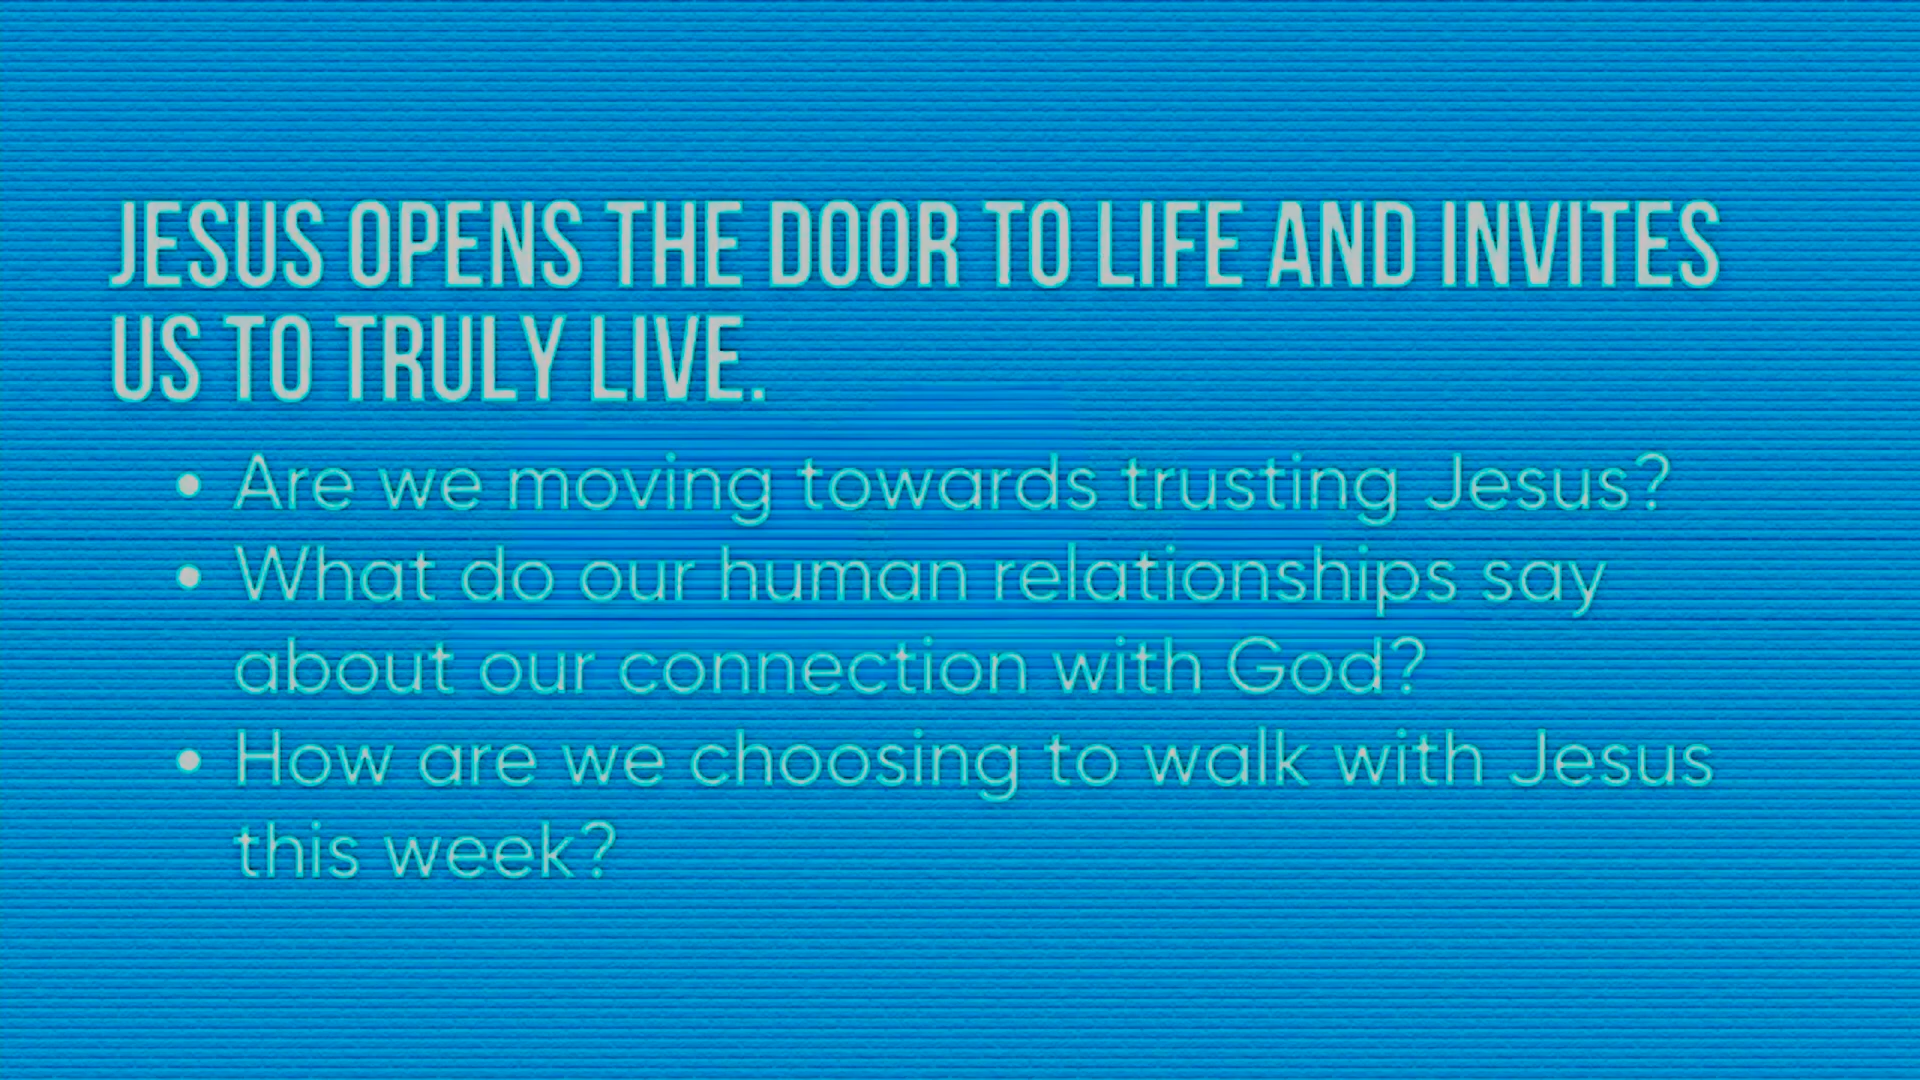 JESUS OPENS THE DOOR TO LIFE AND INVITES
US TO TRULY LIVE.
• Are we moving towards trusting Jesus?
• What do our human relationships say
about our connection with God?
• How are we choosing to walk with Jesus
this week?